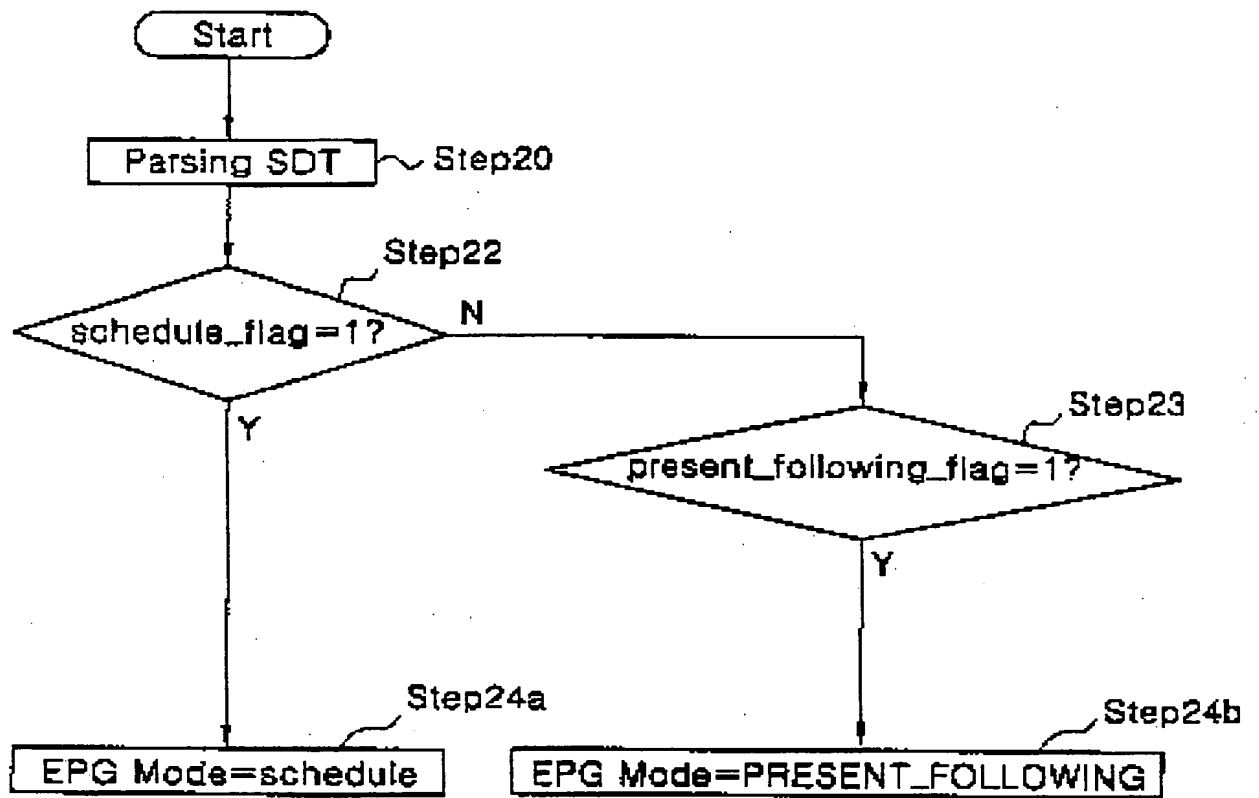 Start
Parsing SDT
Step20
Step22
schedule_flag=1?
N
Y
Step23
present_following_flag=1?
Y
Step24a
EPG Mode=schedule
Step24b
EPG Mode=PRESENT_FOLLOWING